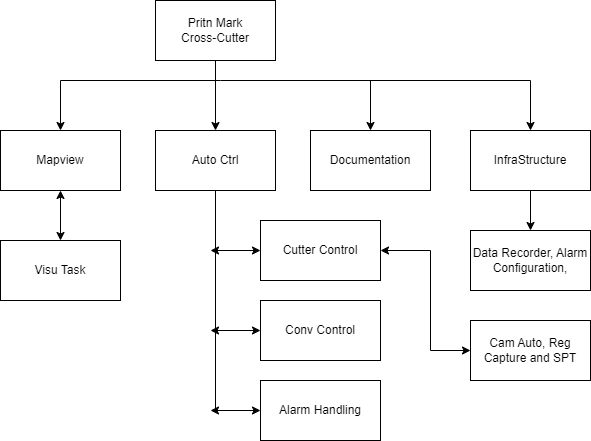 Pritn Mark
Cross-Cutter
Mapview
Auto Ctrl
Documentation
InfraStructure
Visu Task
Cutter Control
Data Recorder, Alarm
Configuration,
Conv Control
Cam Auto, Reg
Capture and SPT
Alarm Handling